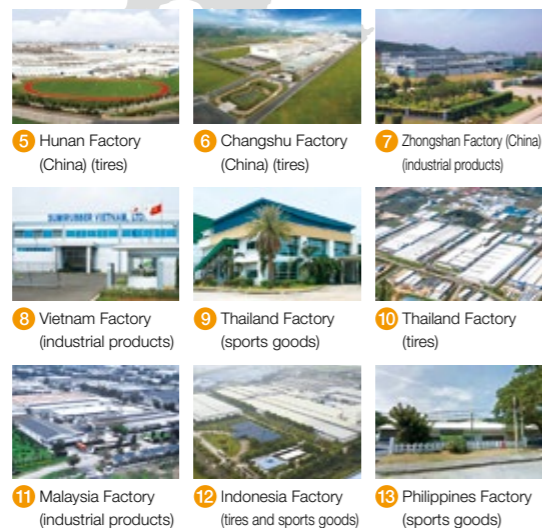 5 Hunan Factory
(China) (tires)
6 Changshu Factory
(China) (tires)
7 Zhongshan Factory (China)
(industrial products)
SUMIRUBBER VIETNAM, LTD.
8 Vietnam Factory
(industrial products)
9 Thailand Factory
(sports goods)
10 Thailand Factory
(tires)
11 Malaysia Factory
(industrial products)
12 Indonesia Factory
(tires and sports goods)
13 Philippines Factory
(sports goods)